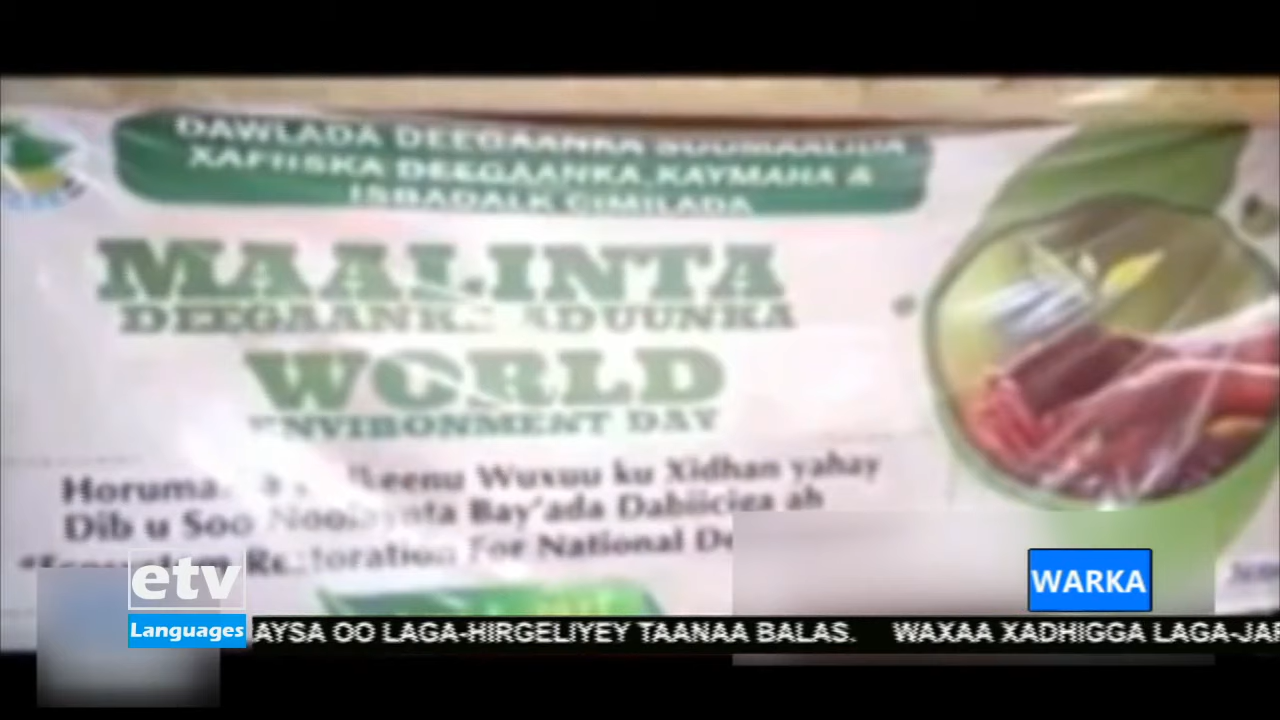 DAWLADA DEEGAANKA SOOMAALIDA
XAFIISKA DEEGAANKA,KAYMAHA &
ISBADALK CIMILADA
MAALINTA
DEEGAANKA ADUUNKA
WORLD
ENVIRONMENT DAY
Wuxuu ku Xidhan yahay
Dib u Soo Bay'ada Dabiiciga ah
For National
etv
Languages
WARKA
AYSA OO LAGA-HIRGELIYEY TAANAA BALAS. WAXAA XADHIGGA LAGA-JAR